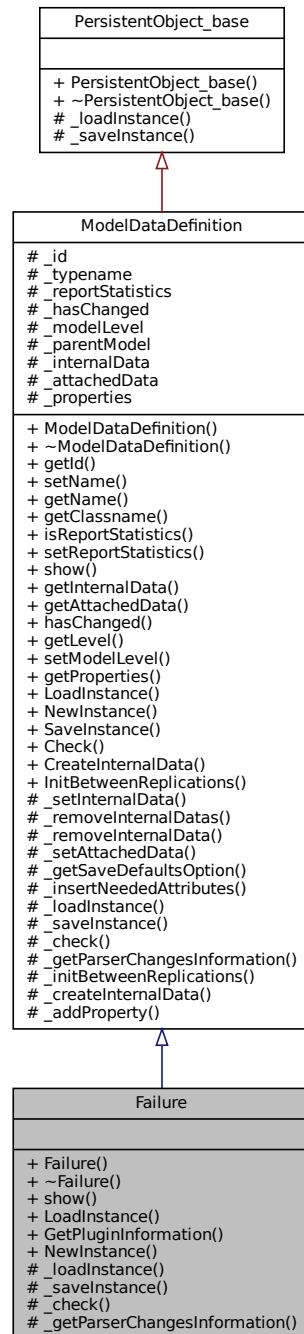 PersistentObject_base
+ PersistentObject_base()
+ ~PersistentObject_base()
# _loadInstance()
# _saveInstance()
ModelDataDefinition
# _id
# _typename
# _reportStatistics
# _hasChanged
# _modelLevel
# _parentModel
# _internalData
# _attachedData
# _properties
+ ModelDataDefinition()
+ ~ModelDataDefinition()
+ getId()
+ setName()
+ getName()
+ getClassname()
+ isReportStatistics()
+ setReportStatistics()
+ show()
+ getInternalData()
+ getAttachedData()
+ hasChanged()
+ getLevel()
+ setModelLevel()
+ getProperties()
+ LoadInstance()
+ NewInstance()
+ SaveInstance()
+ Check()
+ CreateInternalData()
+ InitBetweenReplications()
# _setInternalData()
# _removeInternalDatas()
# _removeInternalData()
# _setAttachedData()
# _getSaveDefaultsOption()
# _insertNeededAttributes()
# _loadInstance()
# _saveInstance()
# _check()
# _getParserChangesInformation()
# _initBetweenReplications()
# _createInternalData()
# _addProperty()
Failure
+ Failure()
+ ~Failure()
+ show()
+ LoadInstance()
+ GetPluginInformation()
+ NewInstance()
# _loadInstance()
# _saveInstance()
# _check()
# _getParserChangesInformation()